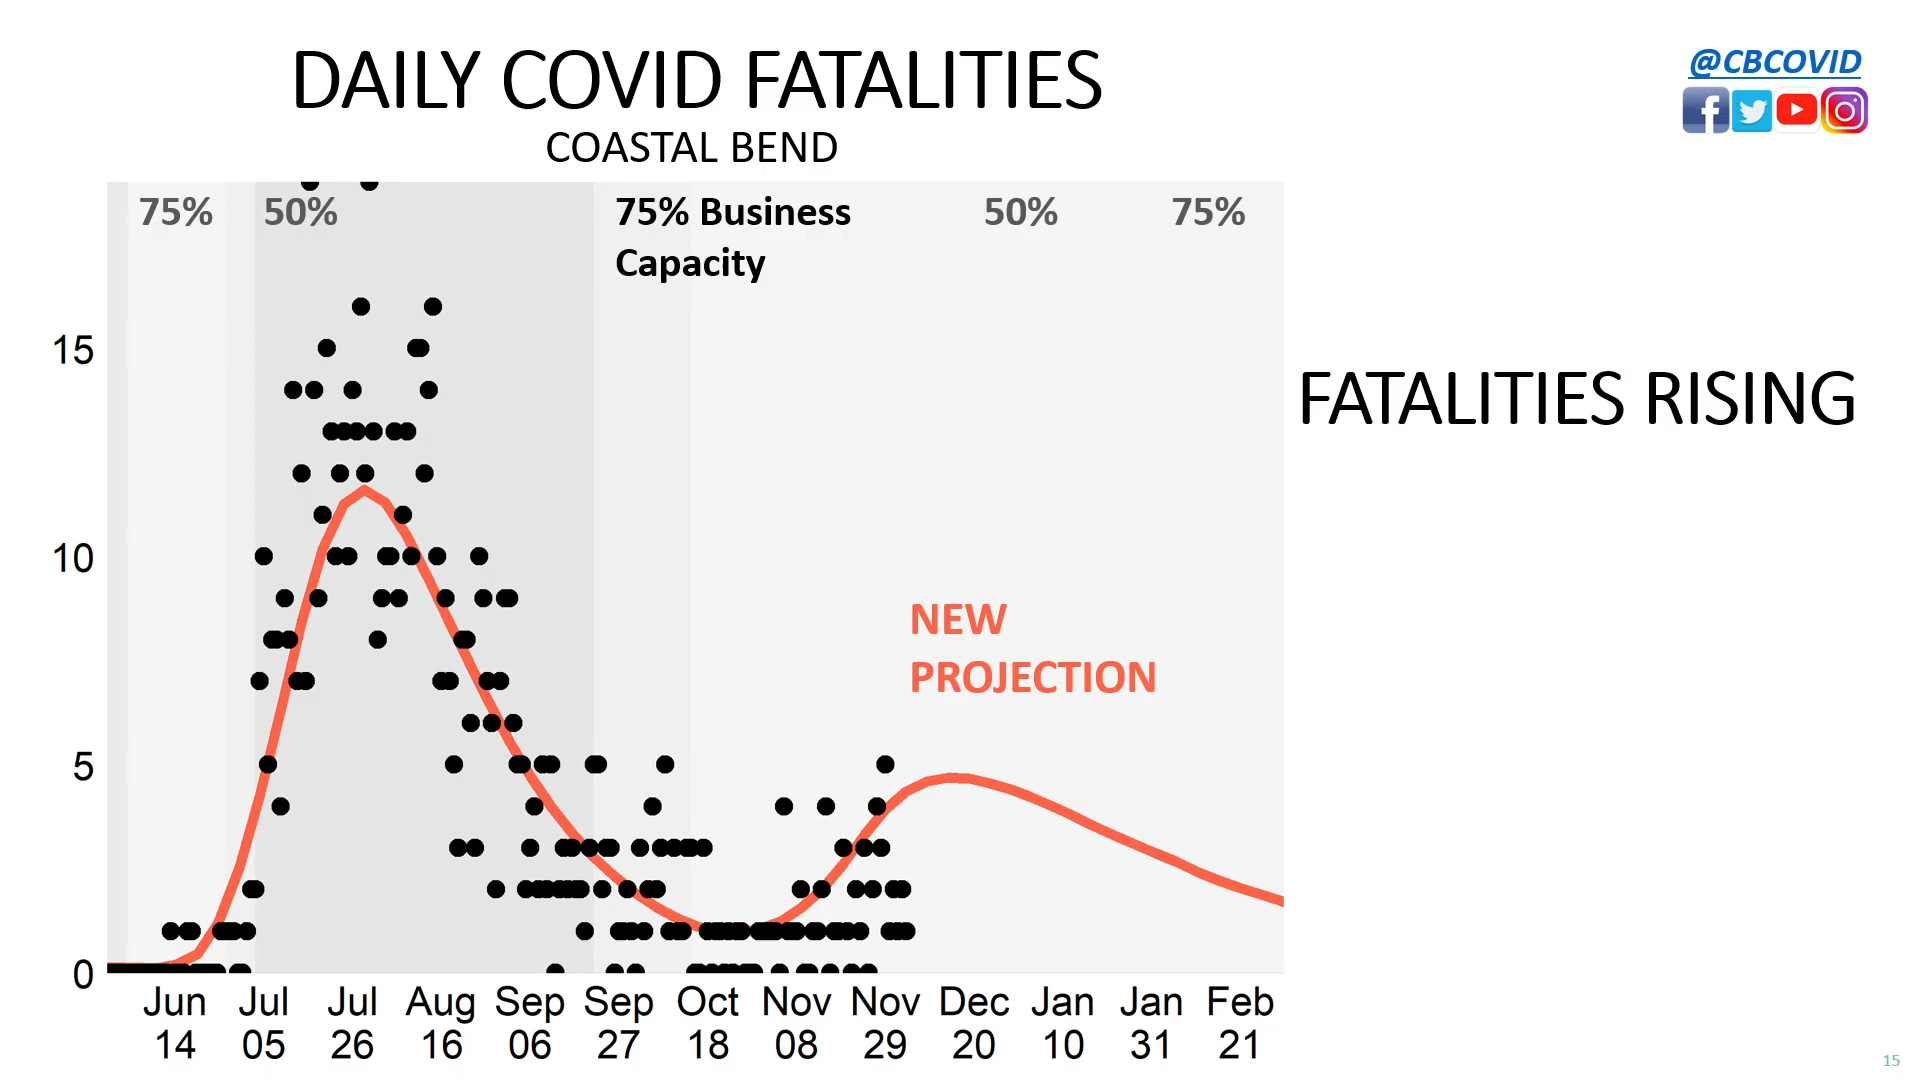 DAILY COVID FATALITIES
COASTAL BEND
@CBCOVID
75%
50%
75% Business
Capacity
50%
75%
15
10
5
0
FATALITIES RISING
NEW
PROJECTION
Jun Jul Jul Aug Sep Sep Oct Nov Nov Dec Jan Jan Feb
14 05 26 16 06 27 18 08 29 20 10 31 21
15